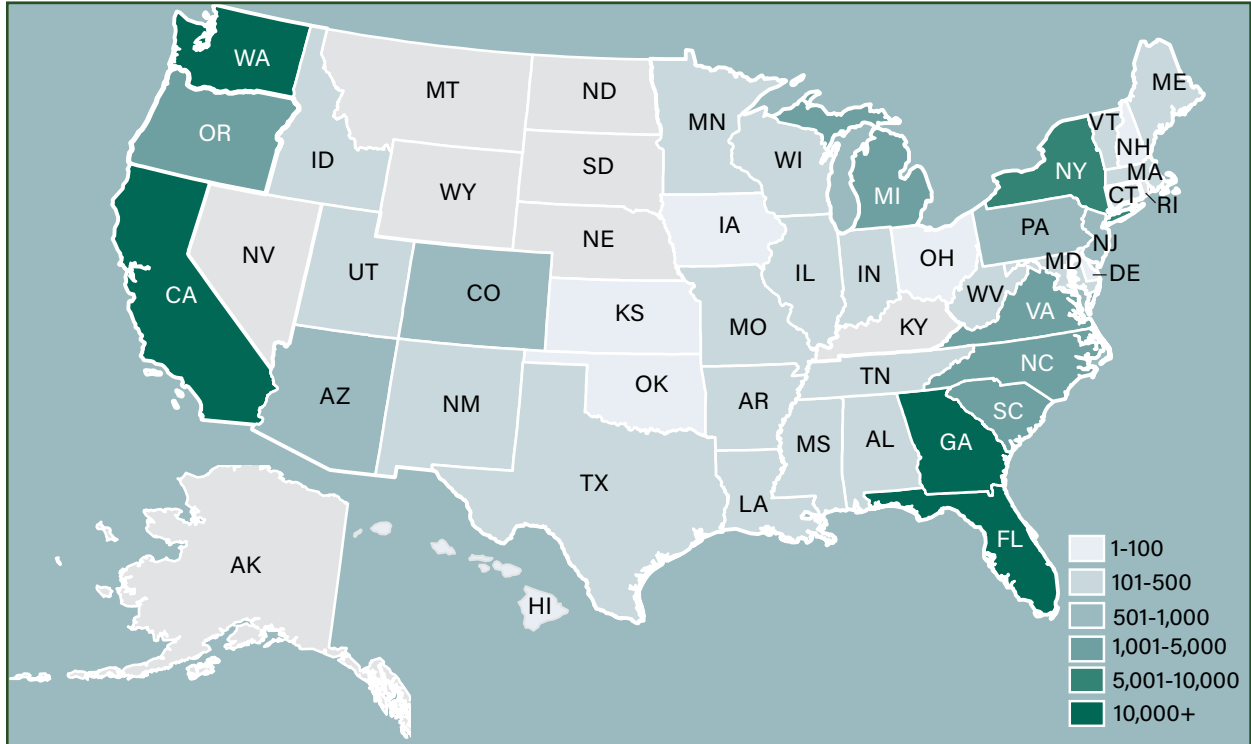 WA
MT
ND
MN
ME
VT
NH
OR
ID
WI
NY
MA
SD
WY
MI
CT
RI
NE
IA
PA
NJ
NV
UT
IL
IN
OH
MD
DE
CA
CO
WV
VA
KS
MO
KY
NC
AZ
NM
OK
AR
TN
SC
MS
AL
GA
TX
LA
FL
AK
HI
1-100
101-500
501-1,000
1,001-5,000
5,001-10,000
10,000+